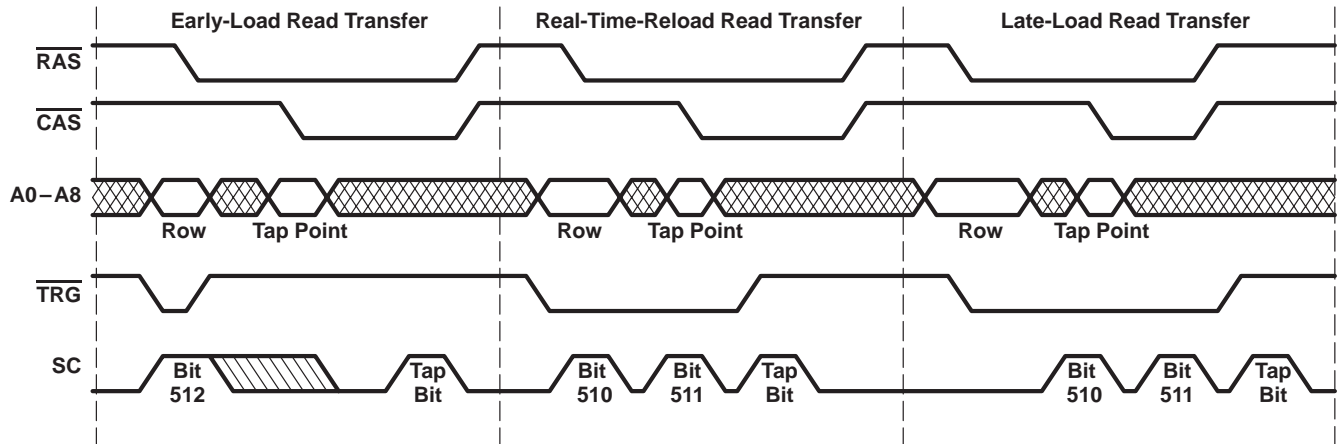 Early-Load Read Transfer
Real-Time-Reload Read Transfer
Late-Load Read Transfer
RAS
CAS
A0–A8
Row
Tap Point
Row
Tap Point
Row
Tap Point
TRG
SC
Bit
512
Tap
Bit
Bit
510
Bit
511
Tap
Bit
Bit
510
Bit
511
Tap
Bit